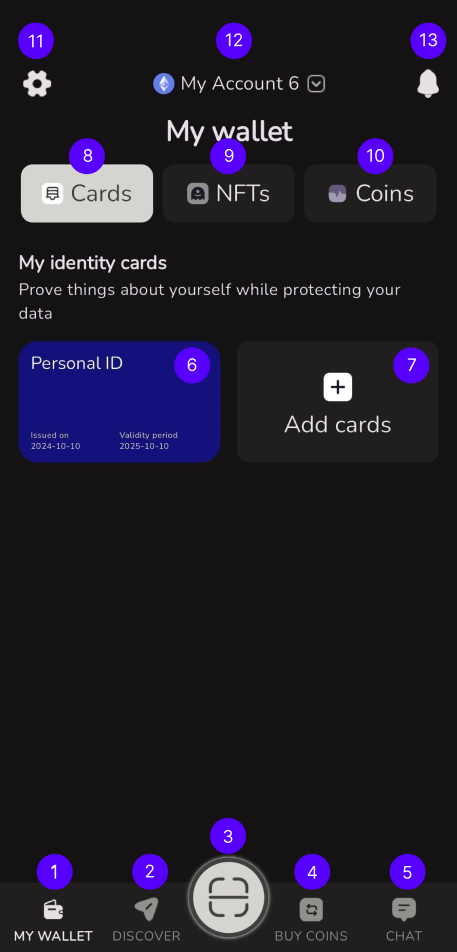 11
12
13
My Account 6
My wallet
8
9
10
Cards
NFTs
Coins
My identity cards
Prove things about yourself while protecting your
data
Personal ID
6
7
Add cards
Issued on
Validity period
2024-10-10
2025-10-10
3
1
2
4
5
MY WALLET
DISCOVER
BUY COINS
CHAT